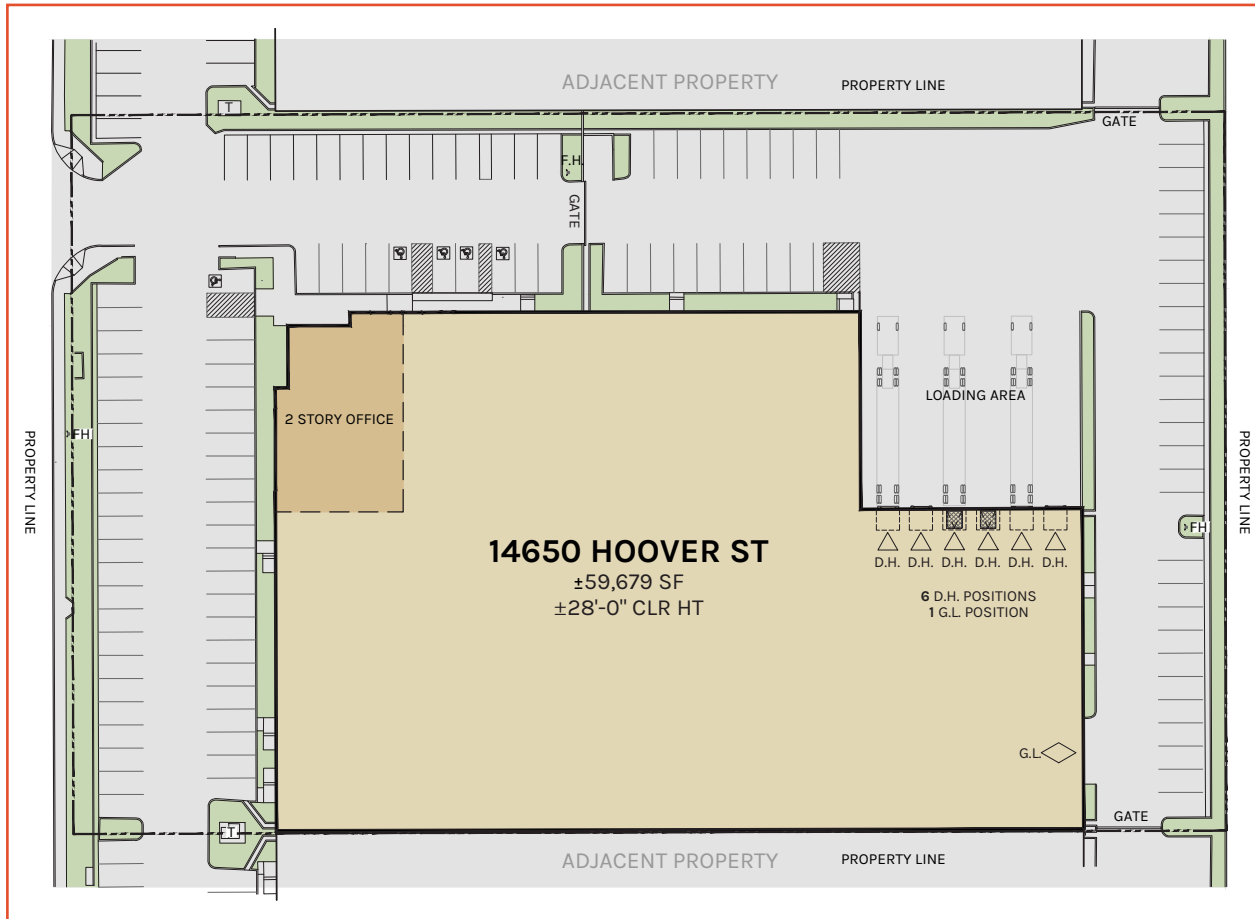 ADJACENT PROPERTY
PROPERTY LINE
T
GATE
F.H.
GATE
2 STORY OFFICE
LOADING AREA
FH
PROPERTY LINE
PROPERTY LINE
FH
14650 HOOVER ST
±59,679 SF
±28'-0" CLR HT
D.H. D.H. D.H. D.H. D.H. D.H.
6 D.H. POSITIONS
1 G.L. POSITION
G.L.
GATE
T
ADJACENT PROPERTY
PROPERTY LINE